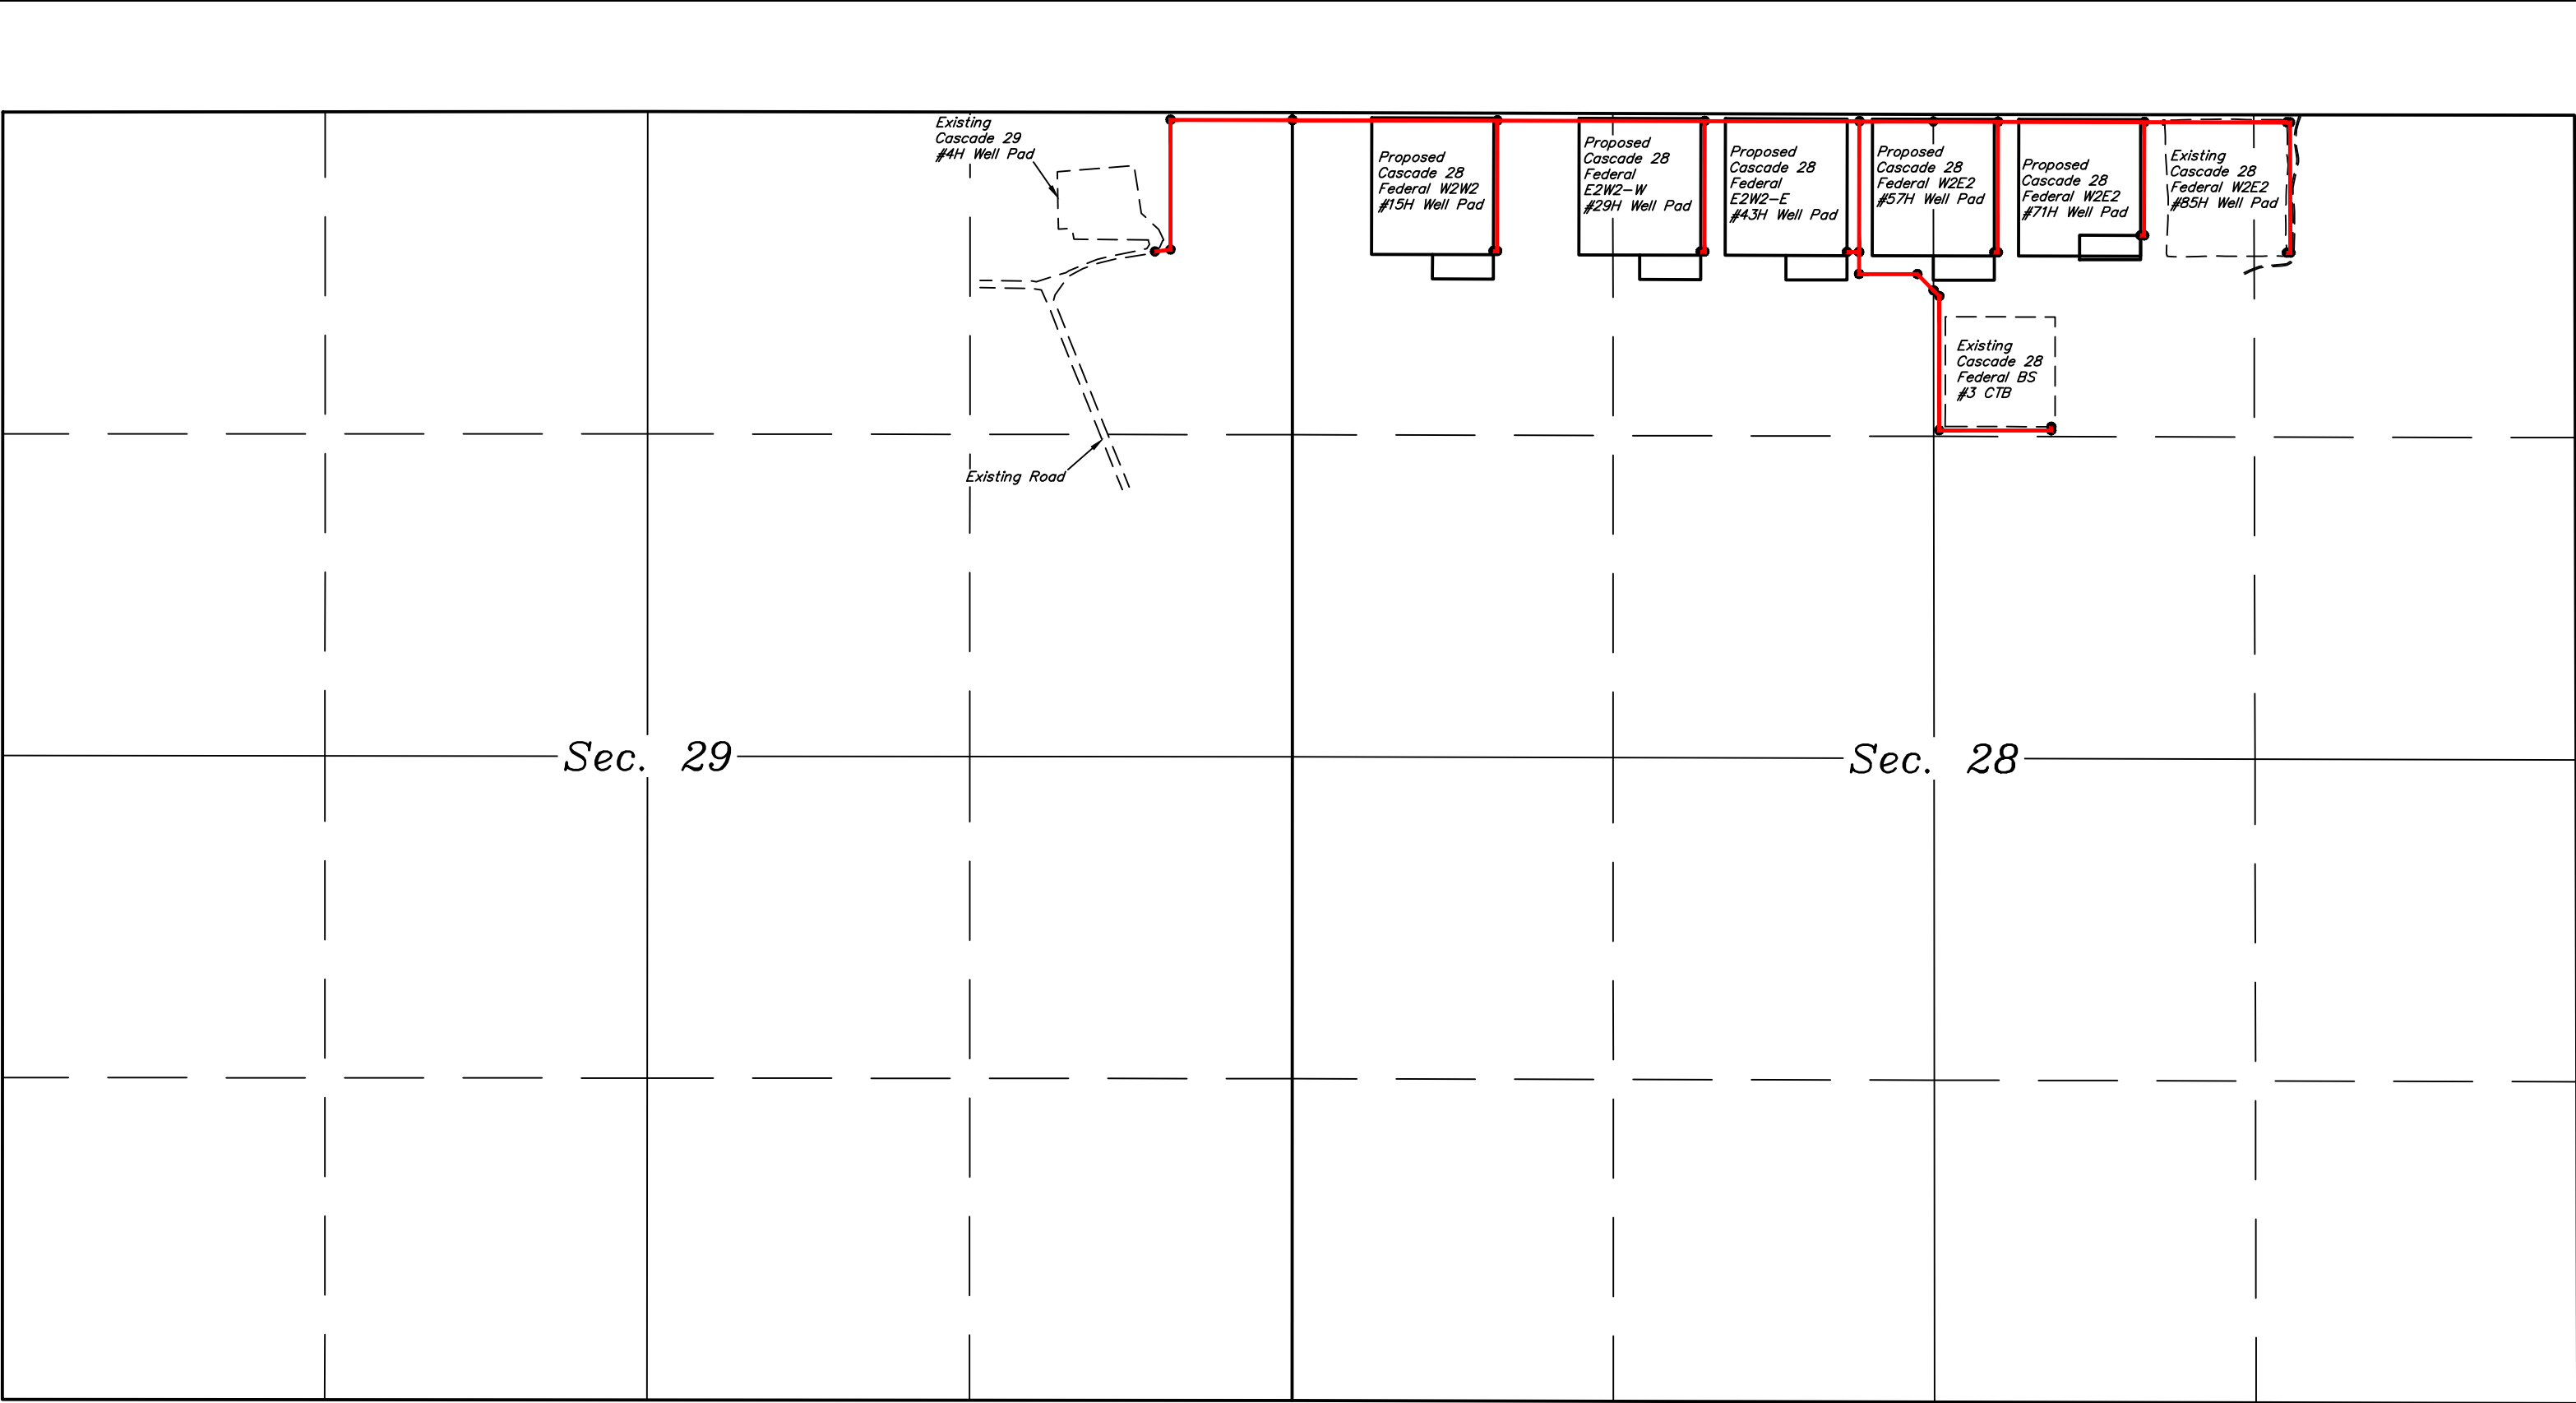 Existing
Cascade 29
#4H Well Pad
Proposed
Cascade 28
Federal W2W2
#15H Well Pad
Proposed
Cascade 28
Federal
E2W2-W
#29H Well Pad
Proposed
Cascade 28
Federal
E2W2-E
#43H Well Pad
Proposed
Cascade 28
Federal W2E2
#57H Well Pad
Proposed
Cascade 28
Federal W2E2
#71H Well Pad
Existing
Cascade 28
Federal W2E2
#85H Well Pad
Existing
Cascade 28
Federal BS
#3 CTB
Existing Road
Sec. 29
Sec. 28